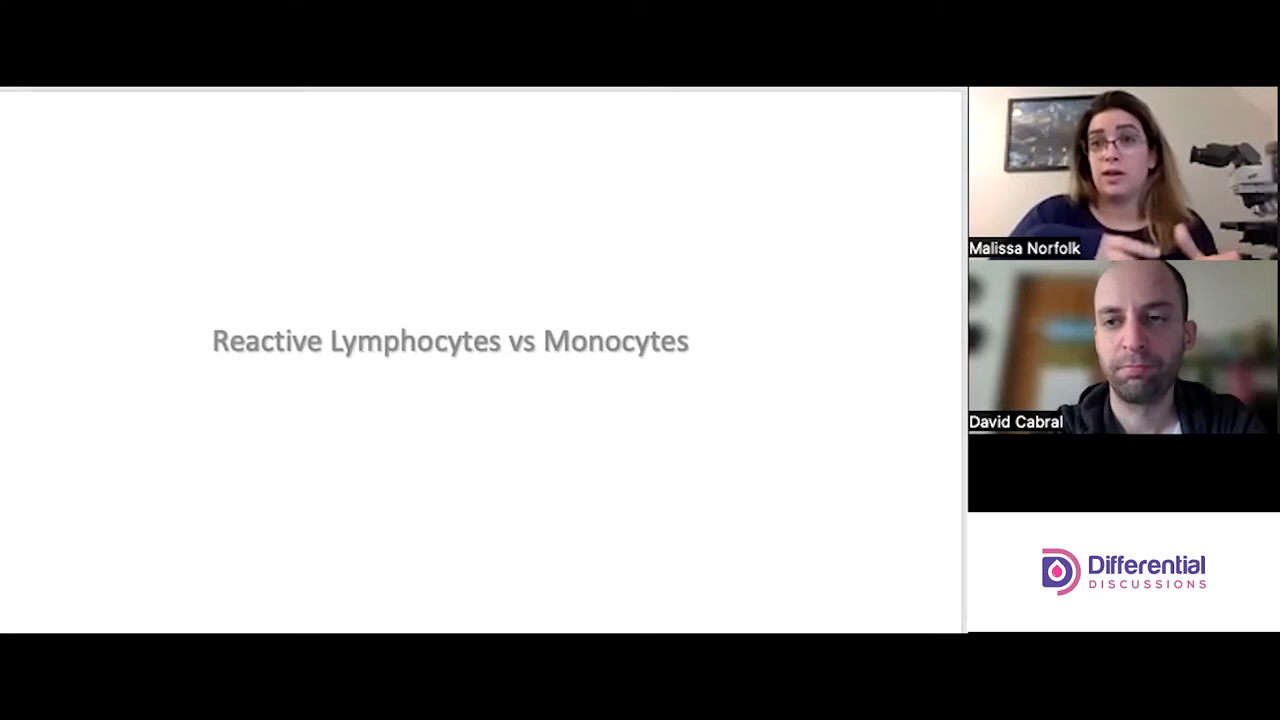 Reactive Lymphocytes vs Monocytes
Malissa Norfolk
David Cabral
Differential
DISCUSSIONS